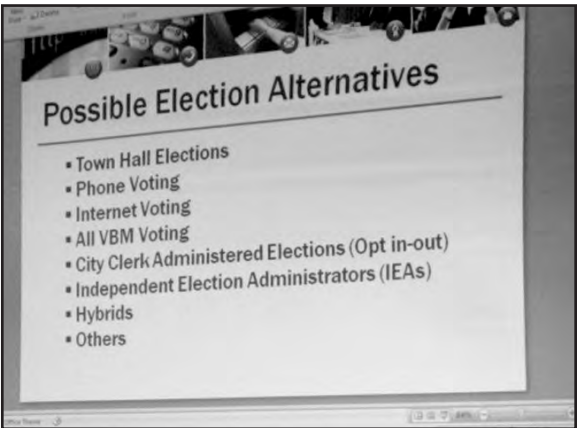 Possible Election Alternatives
▪ Town Hall Elections
▪ Phone Voting
▪ Internet Voting
▪ All VBM Voting
▪ City Clerk Administered Elections (Opt in-out)
▪ Independent Election Administrators (IEAs)
▪ Hybrids
▪ Others